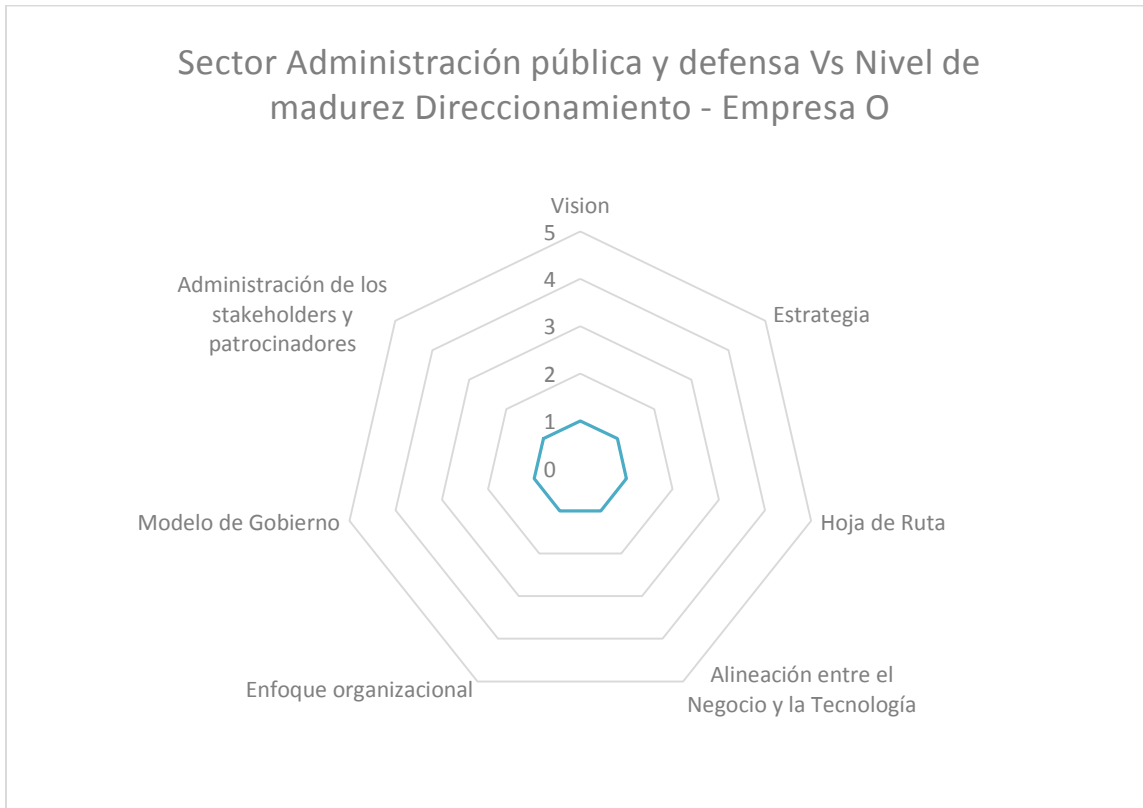 Sector Administración pública y defensa Vs Nivel de
madurez Direccionamiento - Empresa O
Vision
5
4
3
2
1
0
Estrategia
Hoja de Ruta
Alineación entre el
Negocio y la Tecnología
Enfoque organizacional
Modelo de Gobierno
Administración de los
stakeholders y
patrocinadores